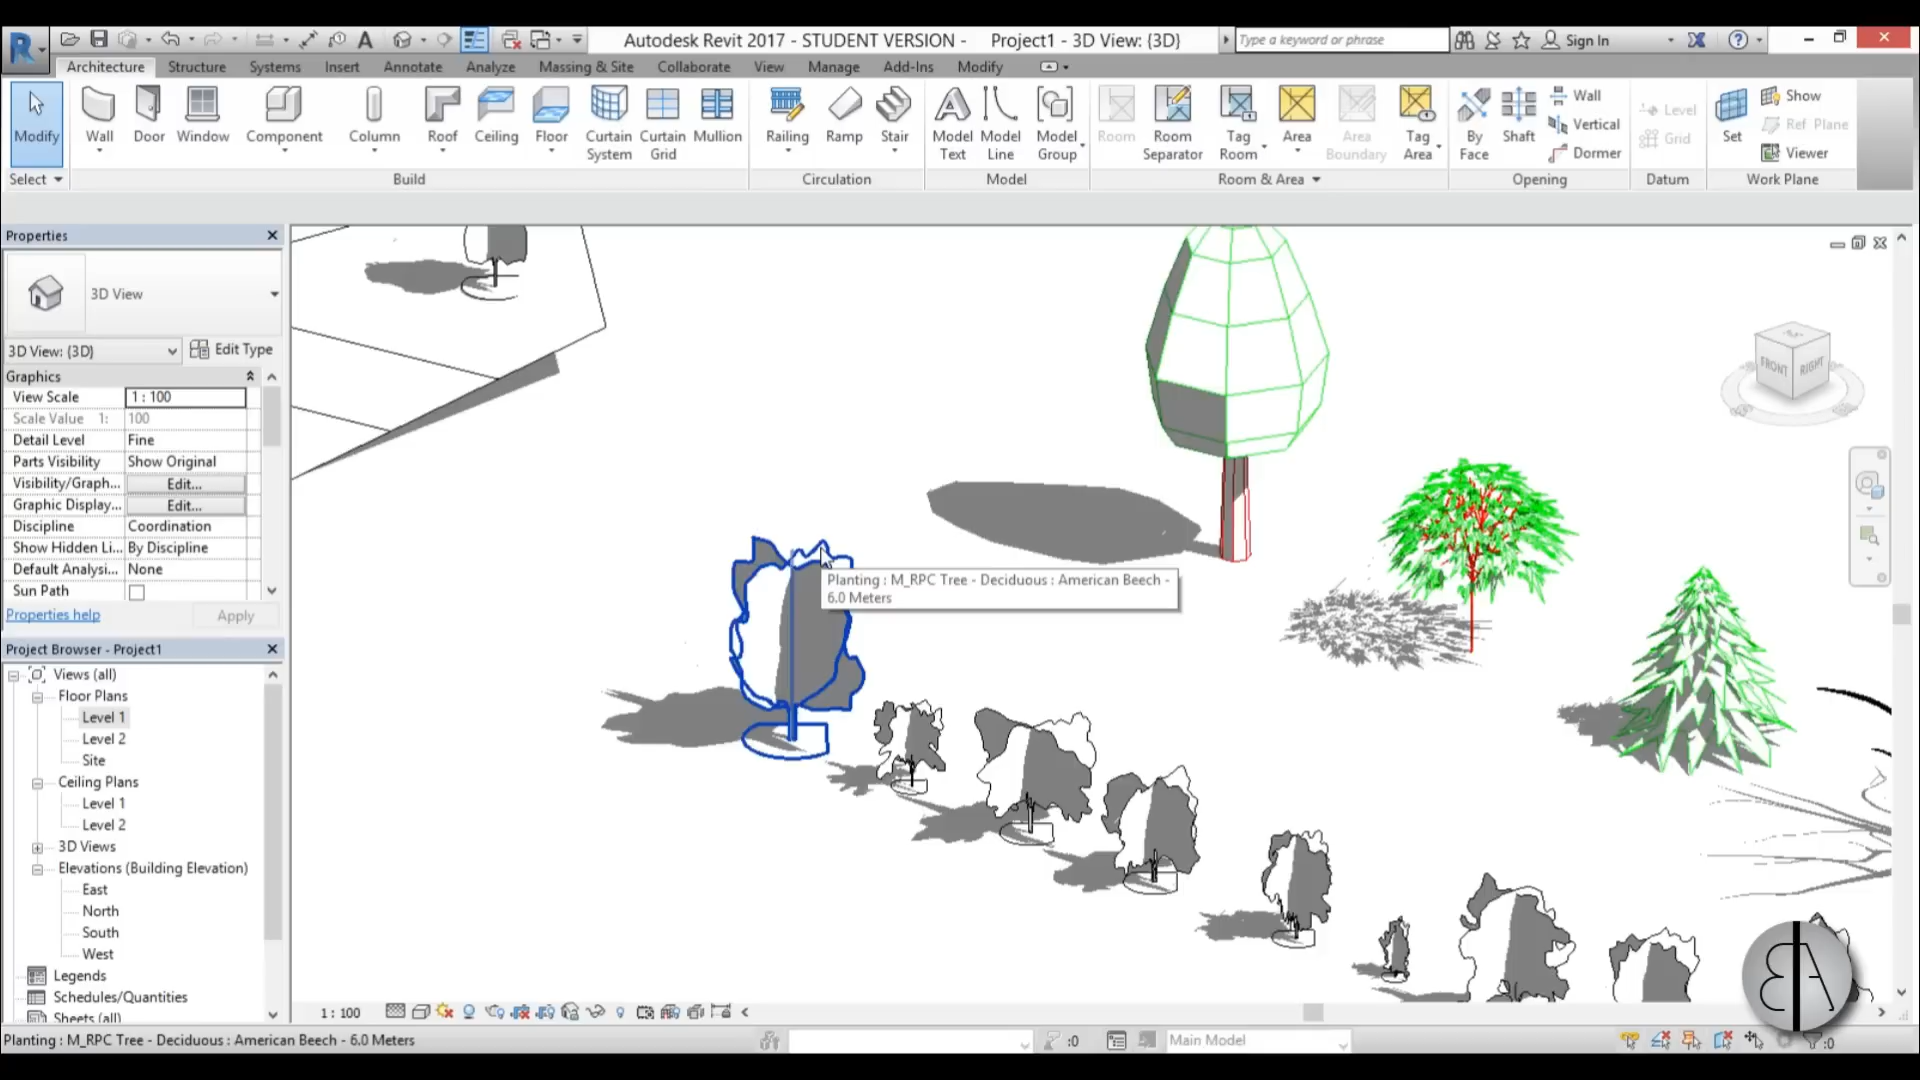 Autodesk Revit 2017 - STUDENT VERSION - Project1 - 3D View: {3D}
Type a keyword or phrase
Sign In
Architecture Structure Systems Insert Annotate Analyze Massing & Site Collaborate View Manage Add-Ins Modify
Modify
Wall
Door
Window
Component
Column
Roof
Ceiling
Floor
Curtain System
Curtain Grid
Mullion
Railing
Ramp
Stair
Model Text
Model Line
Model Group
Room
Room Separator
Tag Room
Area
Area Boundary
Tag Area
By Face
Shaft
Wall
Vertical
Dormer
Level
Grid
Set
Show
Ref Plane
Viewer
Select
Build
Circulation
Model
Room & Area
Opening
Datum
Work Plane
Properties
3D View
3D View: {3D}
Edit Type
Graphics
View Scale 1 : 100
Scale Value 1: 100
Detail Level Fine
Parts Visibility Show Original
Visibility/Graph... Edit...
Graphic Display... Edit...
Discipline Coordination
Show Hidden Li... By Discipline
Default Analysi... None
Sun Path
Properties help
Apply
Project Browser - Project1
Views (all)
Floor Plans
Level 1
Level 2
Site
Ceiling Plans
Level 1
Level 2
3D Views
Elevations (Building Elevation)
East
North
South
West
Legends
Schedules/Quantities
Sheets (all)
Planting : M_RPC Tree - Deciduous : American Beech -
6.0 Meters
FRONT
RIGHT
1 : 100
Planting : M_RPC Tree - Deciduous : American Beech - 6.0 Meters
:0
Main Model
:0